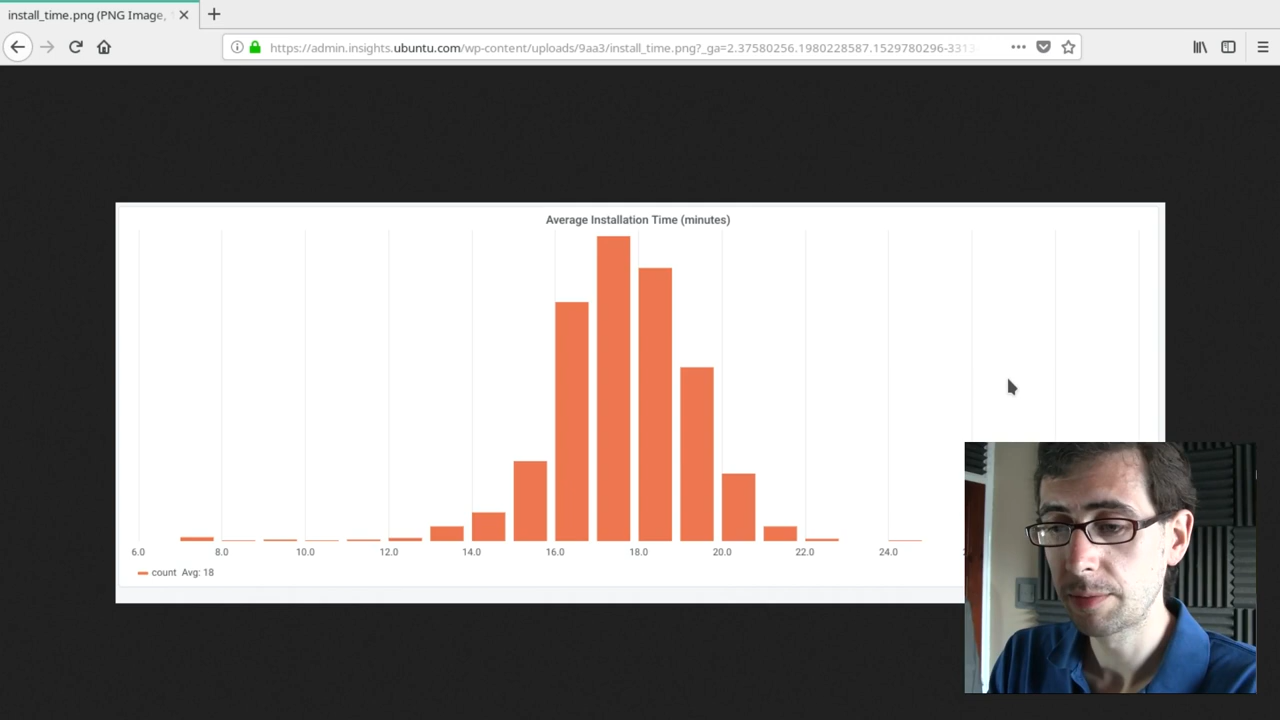 install_time.png (PNG Image,
https://admin.insights.ubuntu.com/wp-content/uploads/9aa3/install_time.png?_ga=2.37580256.1980228587.1529780296-3313
Average Installation Time (minutes)
6.0 8.0 10.0 12.0 14.0 16.0 18.0 20.0 22.0 24.0
count Avg: 18